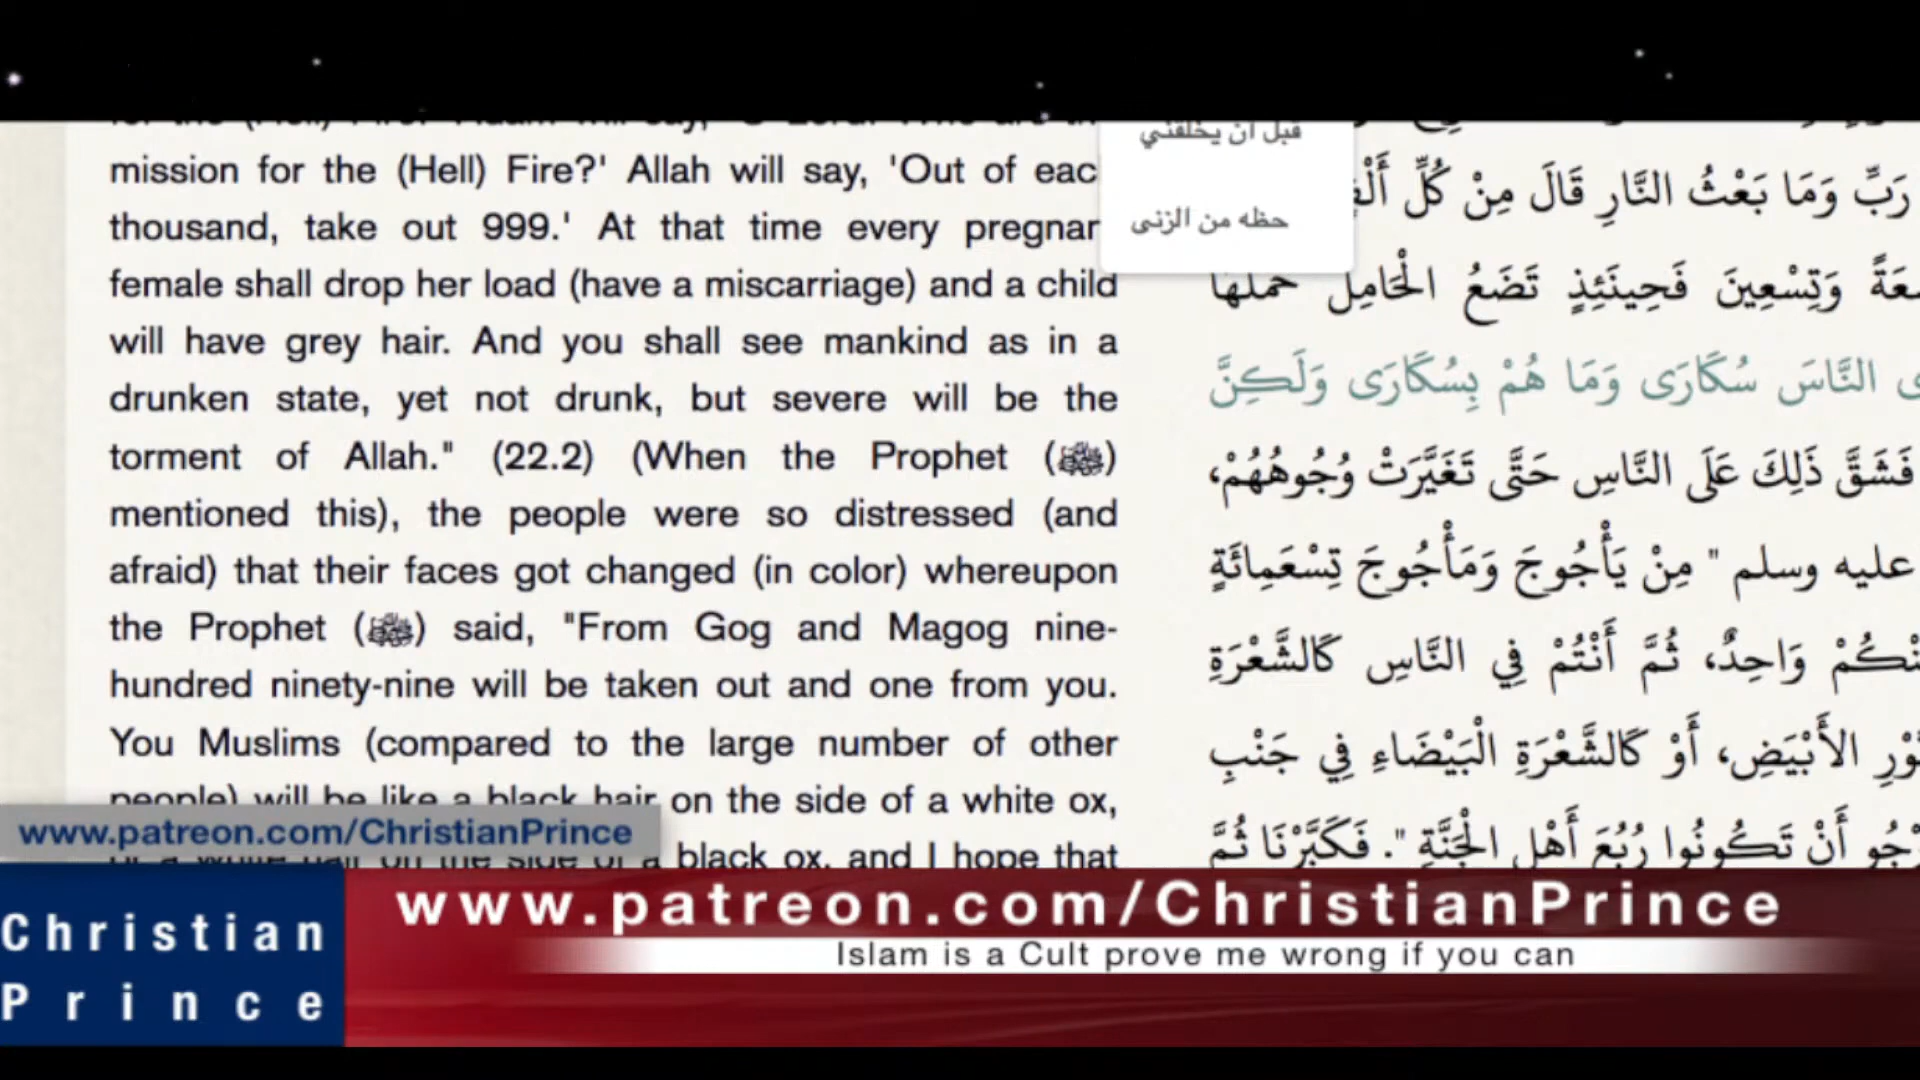 mission for the (Hell) Fire?' Allah will say, 'Out of eac
thousand, take out 999.' At that time every pregnan
female shall drop her load (have a miscarriage) and a child
will have grey hair. And you shall see mankind as in a
drunken state, yet not drunk, but severe will be the
torment of Allah." (22.2) (When the Prophet (ﷺ)
mentioned this), the people were so distressed (and
afraid) that their faces got changed (in color) whereupon
the Prophet (ﷺ) said, "From Gog and Magog nine-
hundred ninety-nine will be taken out and one from you.
You Muslims (compared to the large number of other
people) will be like a black hair on the side of a white ox,
or a white hair on the side of a black ox, and I hope that
قبل أن يخلقني
حظه من الزنى
رَبِّ وَمَا بَعْثُ النَّارِ قَالَ مِنْ كُلِّ
وَتِسْعِينَ فَحِينَئِذٍ تَضَعُ الْحَامِلُ حَمْلَهَا
النَّاسَ سُكَارَى وَمَا هُمْ بِسُكَارَى وَلَكِنَّ
فَشَقَّ ذَلِكَ عَلَى النَّاسِ حَتَّى تَغَيَّرَتْ وُجُوهُهُمْ،
عليه وسلم " مِنْ يَأْجُوجَ وَمَأْجُوجَ تِسْعَمِائَةٍ
وَاحِدٌ، ثُمَّ أَنْتُمْ فِي النَّاسِ كَالشَّعْرَةِ
الأَبْيَضِ، أَوْ كَالشَّعْرَةِ الْبَيْضَاءِ فِي جَنْبِ
أَنْ تَكُونُوا رُبُعَ أَهْلِ الْجَنَّةِ ". فَكَبَّرْنَا ثُمَّ
www.patreon.com/ChristianPrince
Christian
Prince
www.patreon.com/ChristianPrince
Islam is a Cult prove me wrong if you can